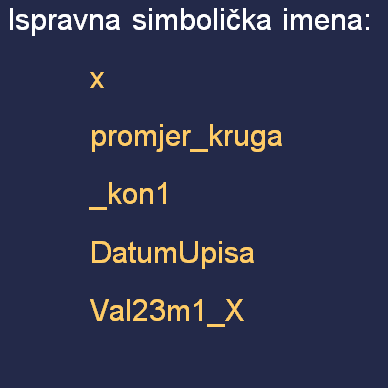 Ispravna simbolička imena:
x
promjer_kruga
_kon1
DatumUpisa
Val23m1_X